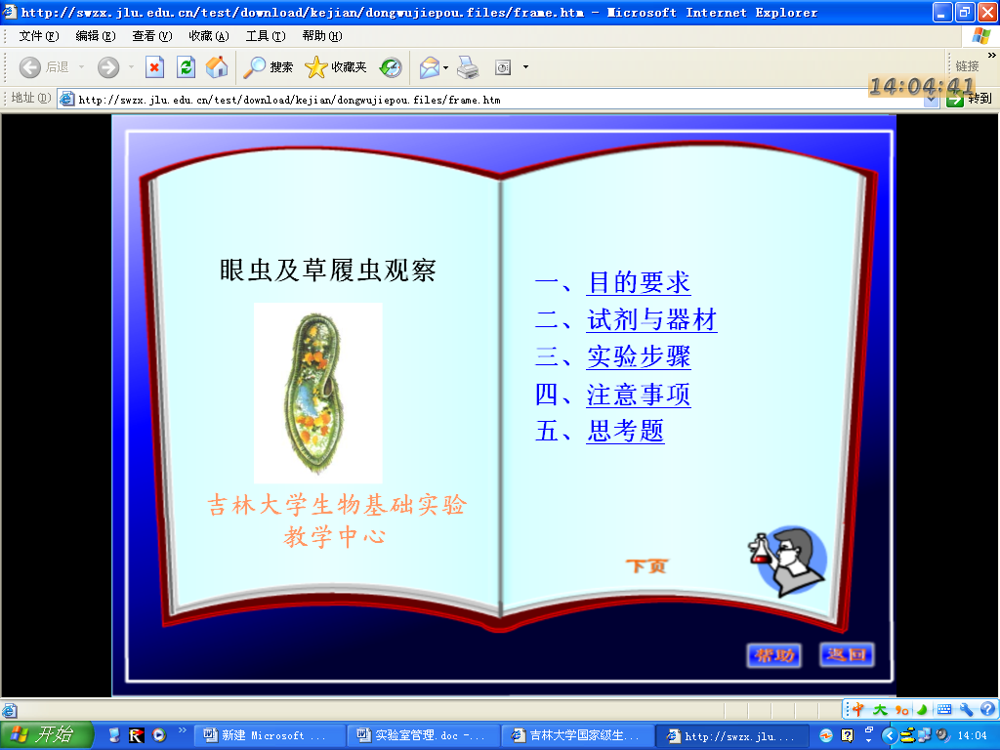 http://swzx.jlu.edu.cn/test/download/kejian/dongwujiepou.files/frame.htm - Microsoft Internet Explorer
文件(F) 编辑(E) 查看(V) 收藏(A) 工具(T) 帮助(H)
后退 搜索 收藏夹 链接 »
14:04:41
地址(D) http://swzx.jlu.edu.cn/test/download/kejian/dongwujiepou.files/frame.htm 转到
眼虫及草履虫观察
吉林大学生物基础实验
教学中心
一、目的要求
二、试剂与器材
三、实验步骤
四、注意事项
五、思考题
下页
帮助 返回
中 大
开始 » 新建 Microsoft ... 实验室管理.doc -... 吉林大学国家级生... http://swzx.jlu.... 14:04